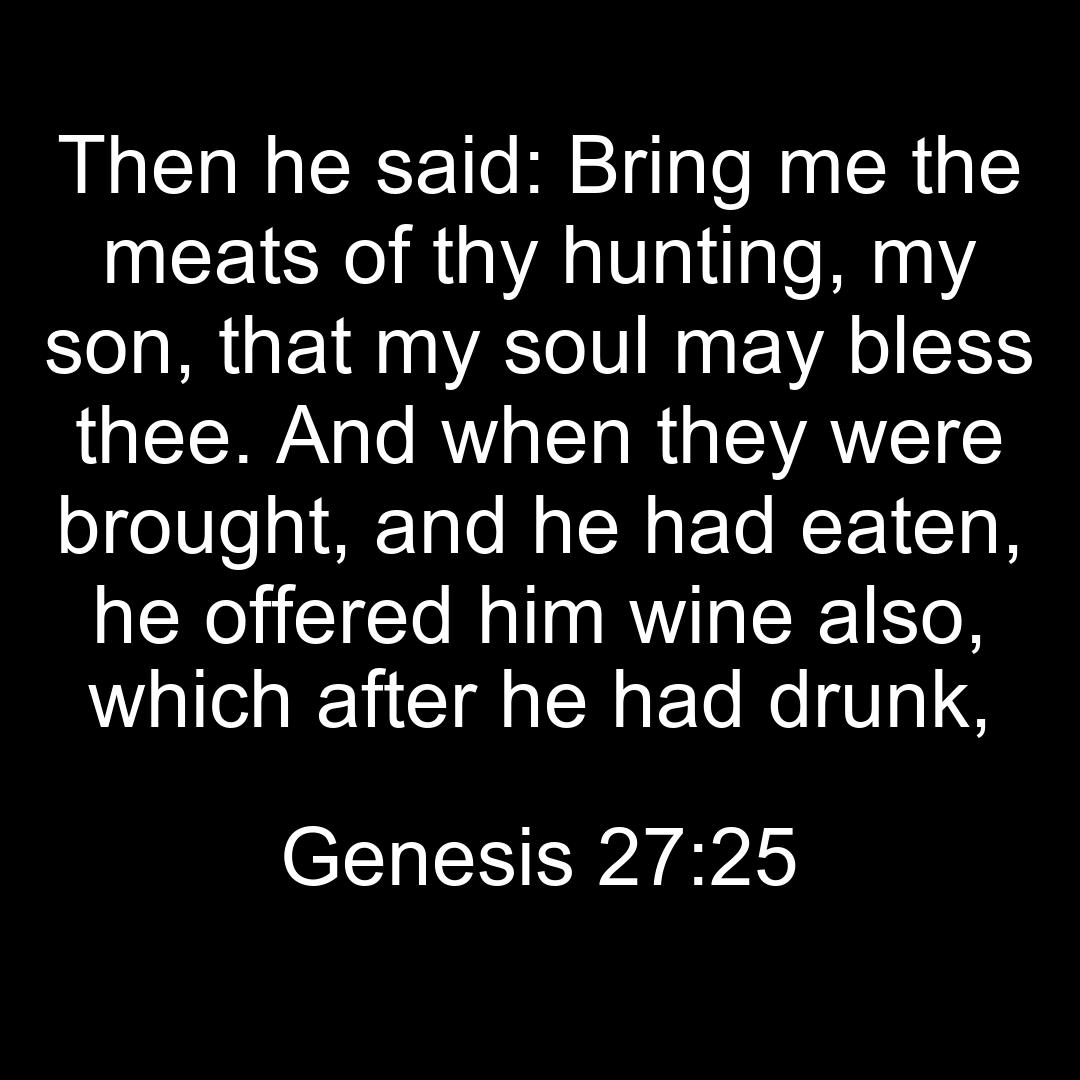 Then he said: Bring me the
meats of thy hunting, my
son, that my soul may bless
thee. And when they were
brought, and he had eaten,
he offered him wine also,
which after he had drunk,
Genesis 27:25